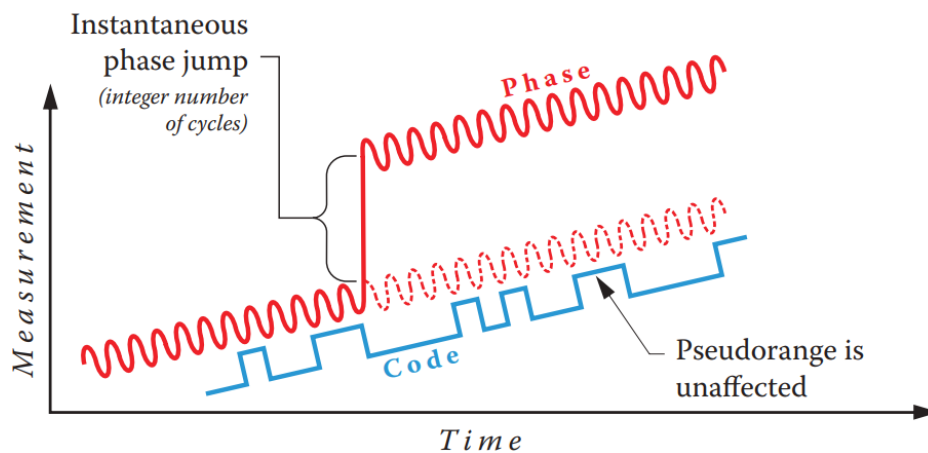 Instantaneous
phase jump
(integer number
of cycles)
Phase
Measurement
Code
Pseudorange is
unaffected
Time